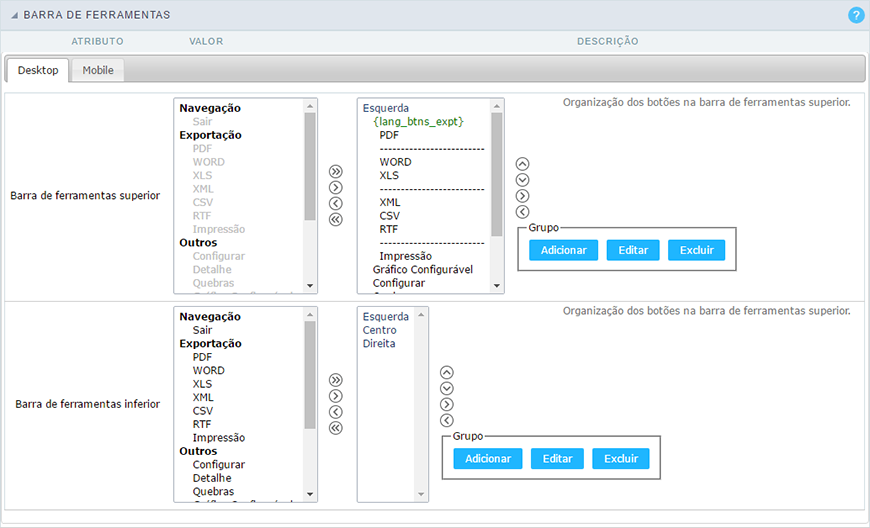 BARRA DE FERRAMENTAS
?
ATRIBUTO VALOR DESCRIÇÃO
Desktop Mobile
Barra de ferramentas superior
Navegação
Sair
Exportação
PDF
WORD
XLS
XML
CSV
RTF
Impressão
Outros
Configurar
Detalhe
Quebras
Esquerda
{lang_btns_expt}
PDF
--------------------------
WORD
XLS
--------------------------
XML
CSV
RTF
--------------------------
Impressão
Gráfico Configurável
Configurar
Organização dos botões na barra de ferramentas superior.
Grupo
Adicionar Editar Excluir
Barra de ferramentas inferior
Navegação
Sair
Exportação
PDF
WORD
XLS
XML
CSV
RTF
Impressão
Outros
Configurar
Detalhe
Quebras
Esquerda
Centro
Direita
Organização dos botões na barra de ferramentas superior.
Grupo
Adicionar Editar Excluir